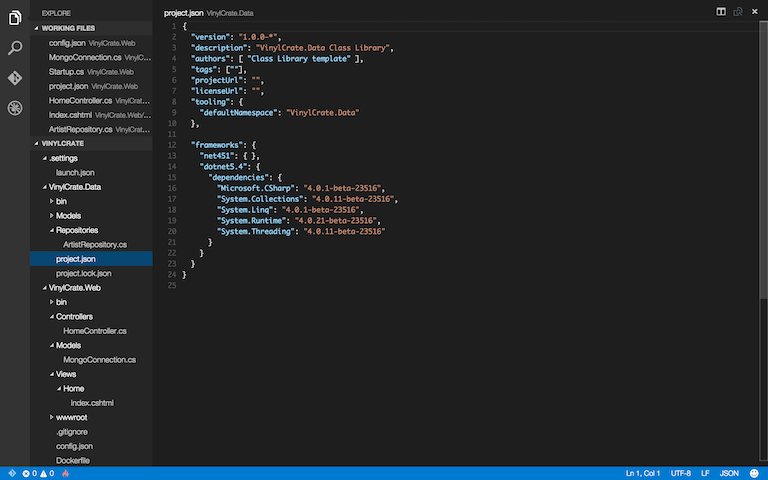 EXPLORE
WORKING FILES
config.json VinylCrate.Web
MongoConnection.cs VinylC...
Startup.cs VinylCrate.Web
project.json VinylCrate.Web
HomeController.cs VinylCrate...
Index.cshtml VinylCrate.Web/...
ArtistRepository.cs VinylCrat...
VINYLCRATE
.settings
launch.json
VinylCrate.Data
bin
Models
Repositories
ArtistRepository.cs
project.json
project.lock.json
VinylCrate.Web
bin
Controllers
HomeController.cs
Models
MongoConnection.cs
Views
Home
Index.cshtml
wwwroot
.gitignore
config.json
Dockerfile
project.json VinylCrate.Data
1 {
2 "version": "1.0.0-*",
3 "description": "VinylCrate.Data Class Library",
4 "authors": [ "Class Library template" ],
5 "tags": [""],
6 "projectUrl": "",
7 "licenseUrl": "",
8 "tooling": {
9 "defaultNamespace": "VinylCrate.Data"
10 },
11
12 "frameworks": {
13 "net451": { },
14 "dotnet5.4": {
15 "dependencies": {
16 "Microsoft.CSharp": "4.0.1-beta-23516",
17 "System.Collections": "4.0.11-beta-23516",
18 "System.Linq": "4.0.1-beta-23516",
19 "System.Runtime": "4.0.21-beta-23516",
20 "System.Threading": "4.0.11-beta-23516"
21 }
22 }
23 }
24 }
25
0 0 Ln 1, Col 1 UTF-8 LF JSON